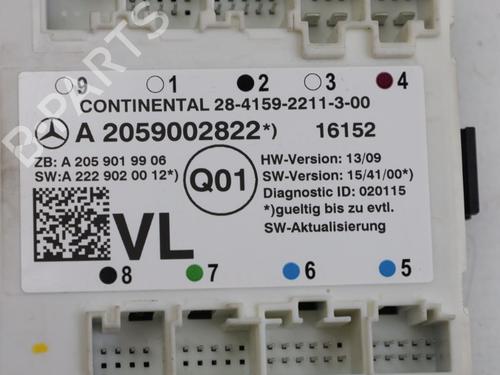 9 1 2 3 4
CONTINENTAL 28-4159-2211-3-00
A 2059002822*) 16152
ZB: A 205 901 99 06
SW:A 222 902 00 12*)
Q01
HW-Version: 13/09
SW-Version: 15/41/00*)
Diagnostic ID: 020115
*)gueltig bis zu evtl.
SW-Aktualisierung
VL
8 7 6 5
B-PARTS